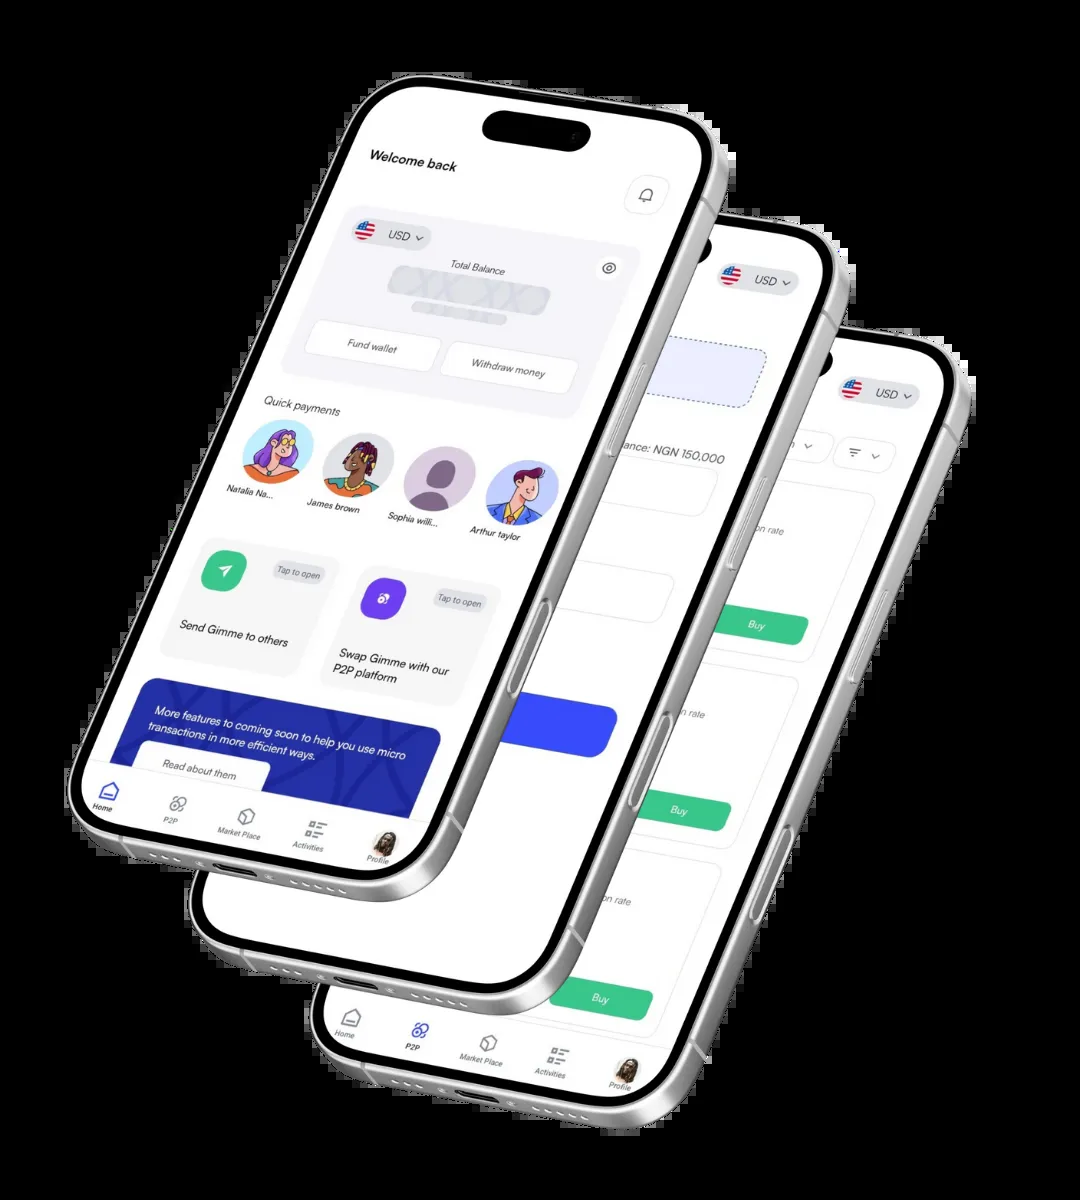 Welcome back
USD
Total Balance
Fund wallet
Withdraw money
Quick payments
Natalia Na...
James brown
Sophia willi...
Arthur taylor
Tap to open
Send Gimme to others
Tap to open
Swap Gimme with our
P2P platform
More features to coming soon to help you use micro
transactions in more efficient ways.
Read about them
Home
P2P
Market Place
Activities
Profile
USD
ance: NGN 150,000
USD
on rate
Buy
n rate
Buy
on rate
Buy
Home
P2P
Market Place
Activities
Profile